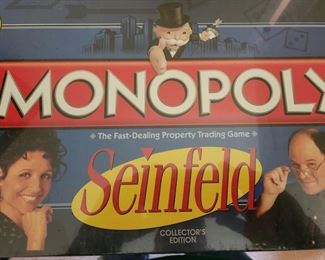 MONOPOLY
The Fast-Dealing Property Trading Game
Seinfeld
COLLECTOR'S
EDITION